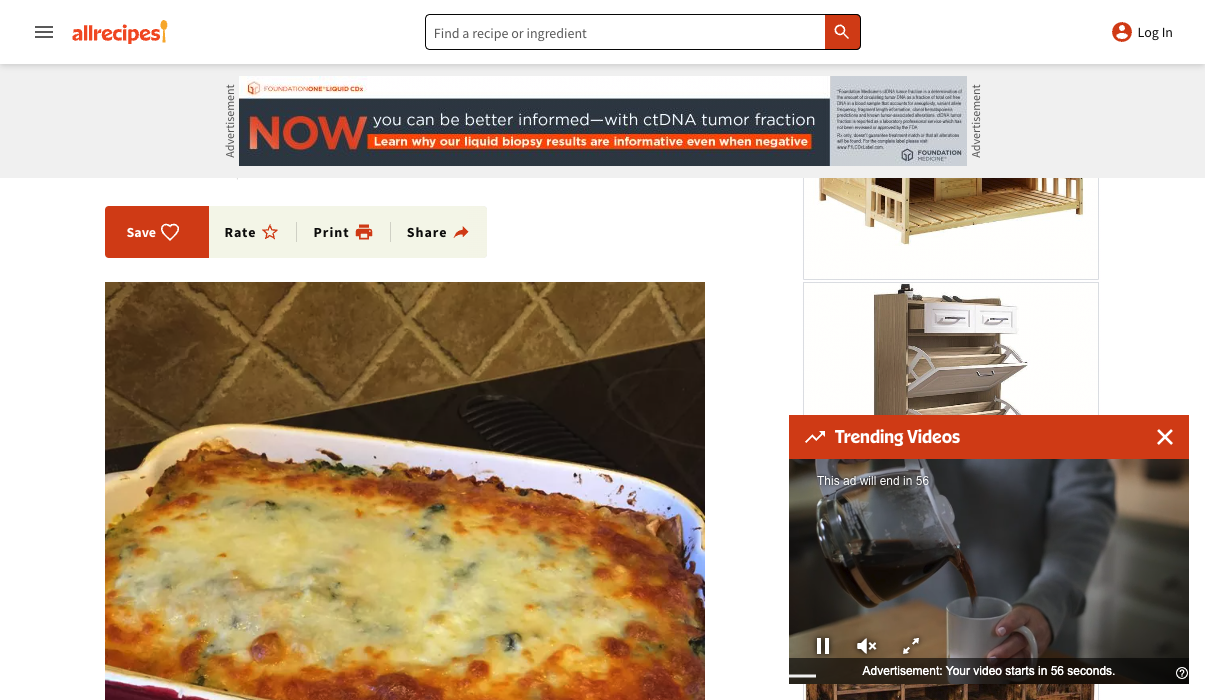 allrecipes
Find a recipe or ingredient
Log In
Advertisement
FOUNDATIONONE®LIQUID CDx
NOW you can be better informed—with ctDNA tumor fraction
Learn why our liquid biopsy results are informative even when negative
FOUNDATION
MEDICINE®
Advertisement
Save
Rate
Print
Share
Trending Videos
This ad will end in 56
Advertisement: Your video starts in 56 seconds.